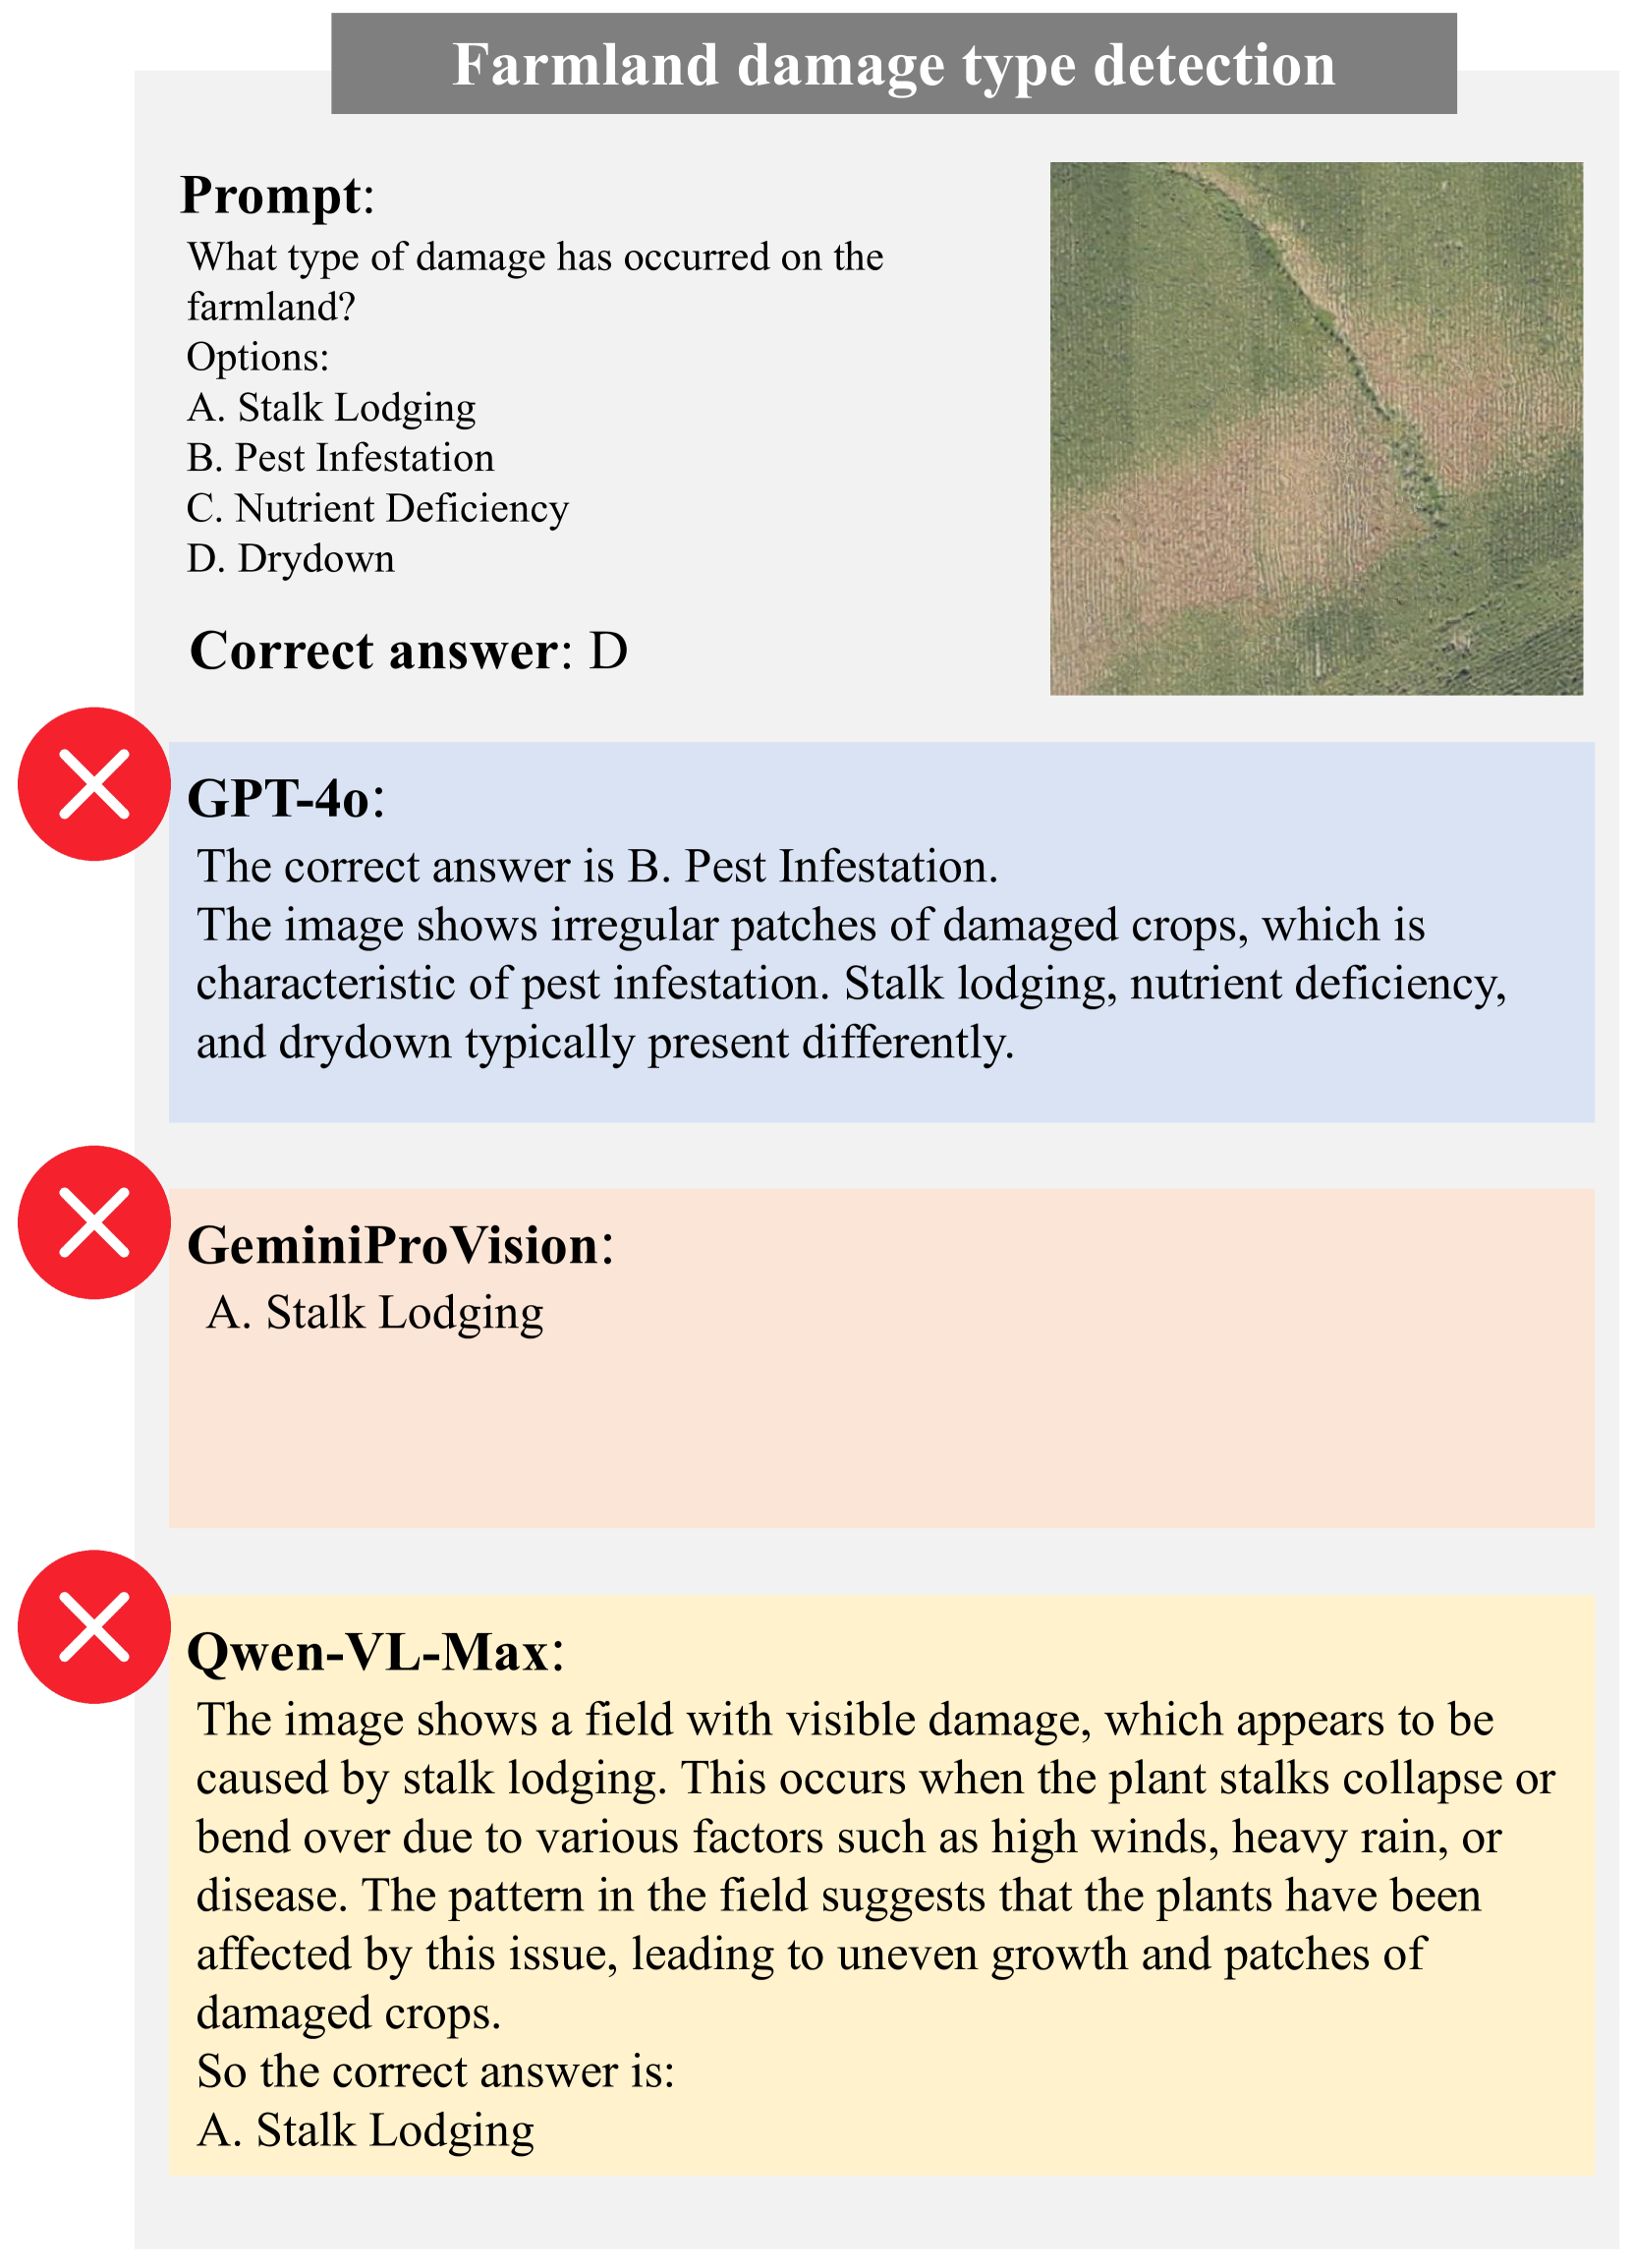 Farmland damage type detection
Prompt:
What type of damage has occurred on the
farmland?
Options:
A. Stalk Lodging
B. Pest Infestation
C. Nutrient Deficiency
D. Drydown
Correct answer: D
GPT-4o:
The correct answer is B. Pest Infestation.
The image shows irregular patches of damaged crops, which is
characteristic of pest infestation. Stalk lodging, nutrient deficiency,
and drydown typically present differently.
GeminiProVision:
A. Stalk Lodging
Qwen-VL-Max:
The image shows a field with visible damage, which appears to be
caused by stalk lodging. This occurs when the plant stalks collapse or
bend over due to various factors such as high winds, heavy rain, or
disease. The pattern in the field suggests that the plants have been
affected by this issue, leading to uneven growth and patches of
damaged crops.
So the correct answer is:
A. Stalk Lodging